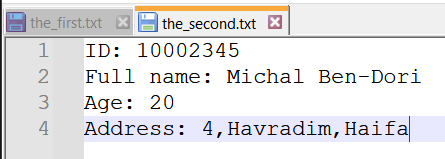 the_first.txt the_second.txt
1 ID: 10002345
2 Full name: Michal Ben-Dori
3 Age: 20
4 Address: 4,Havradim,Haifa